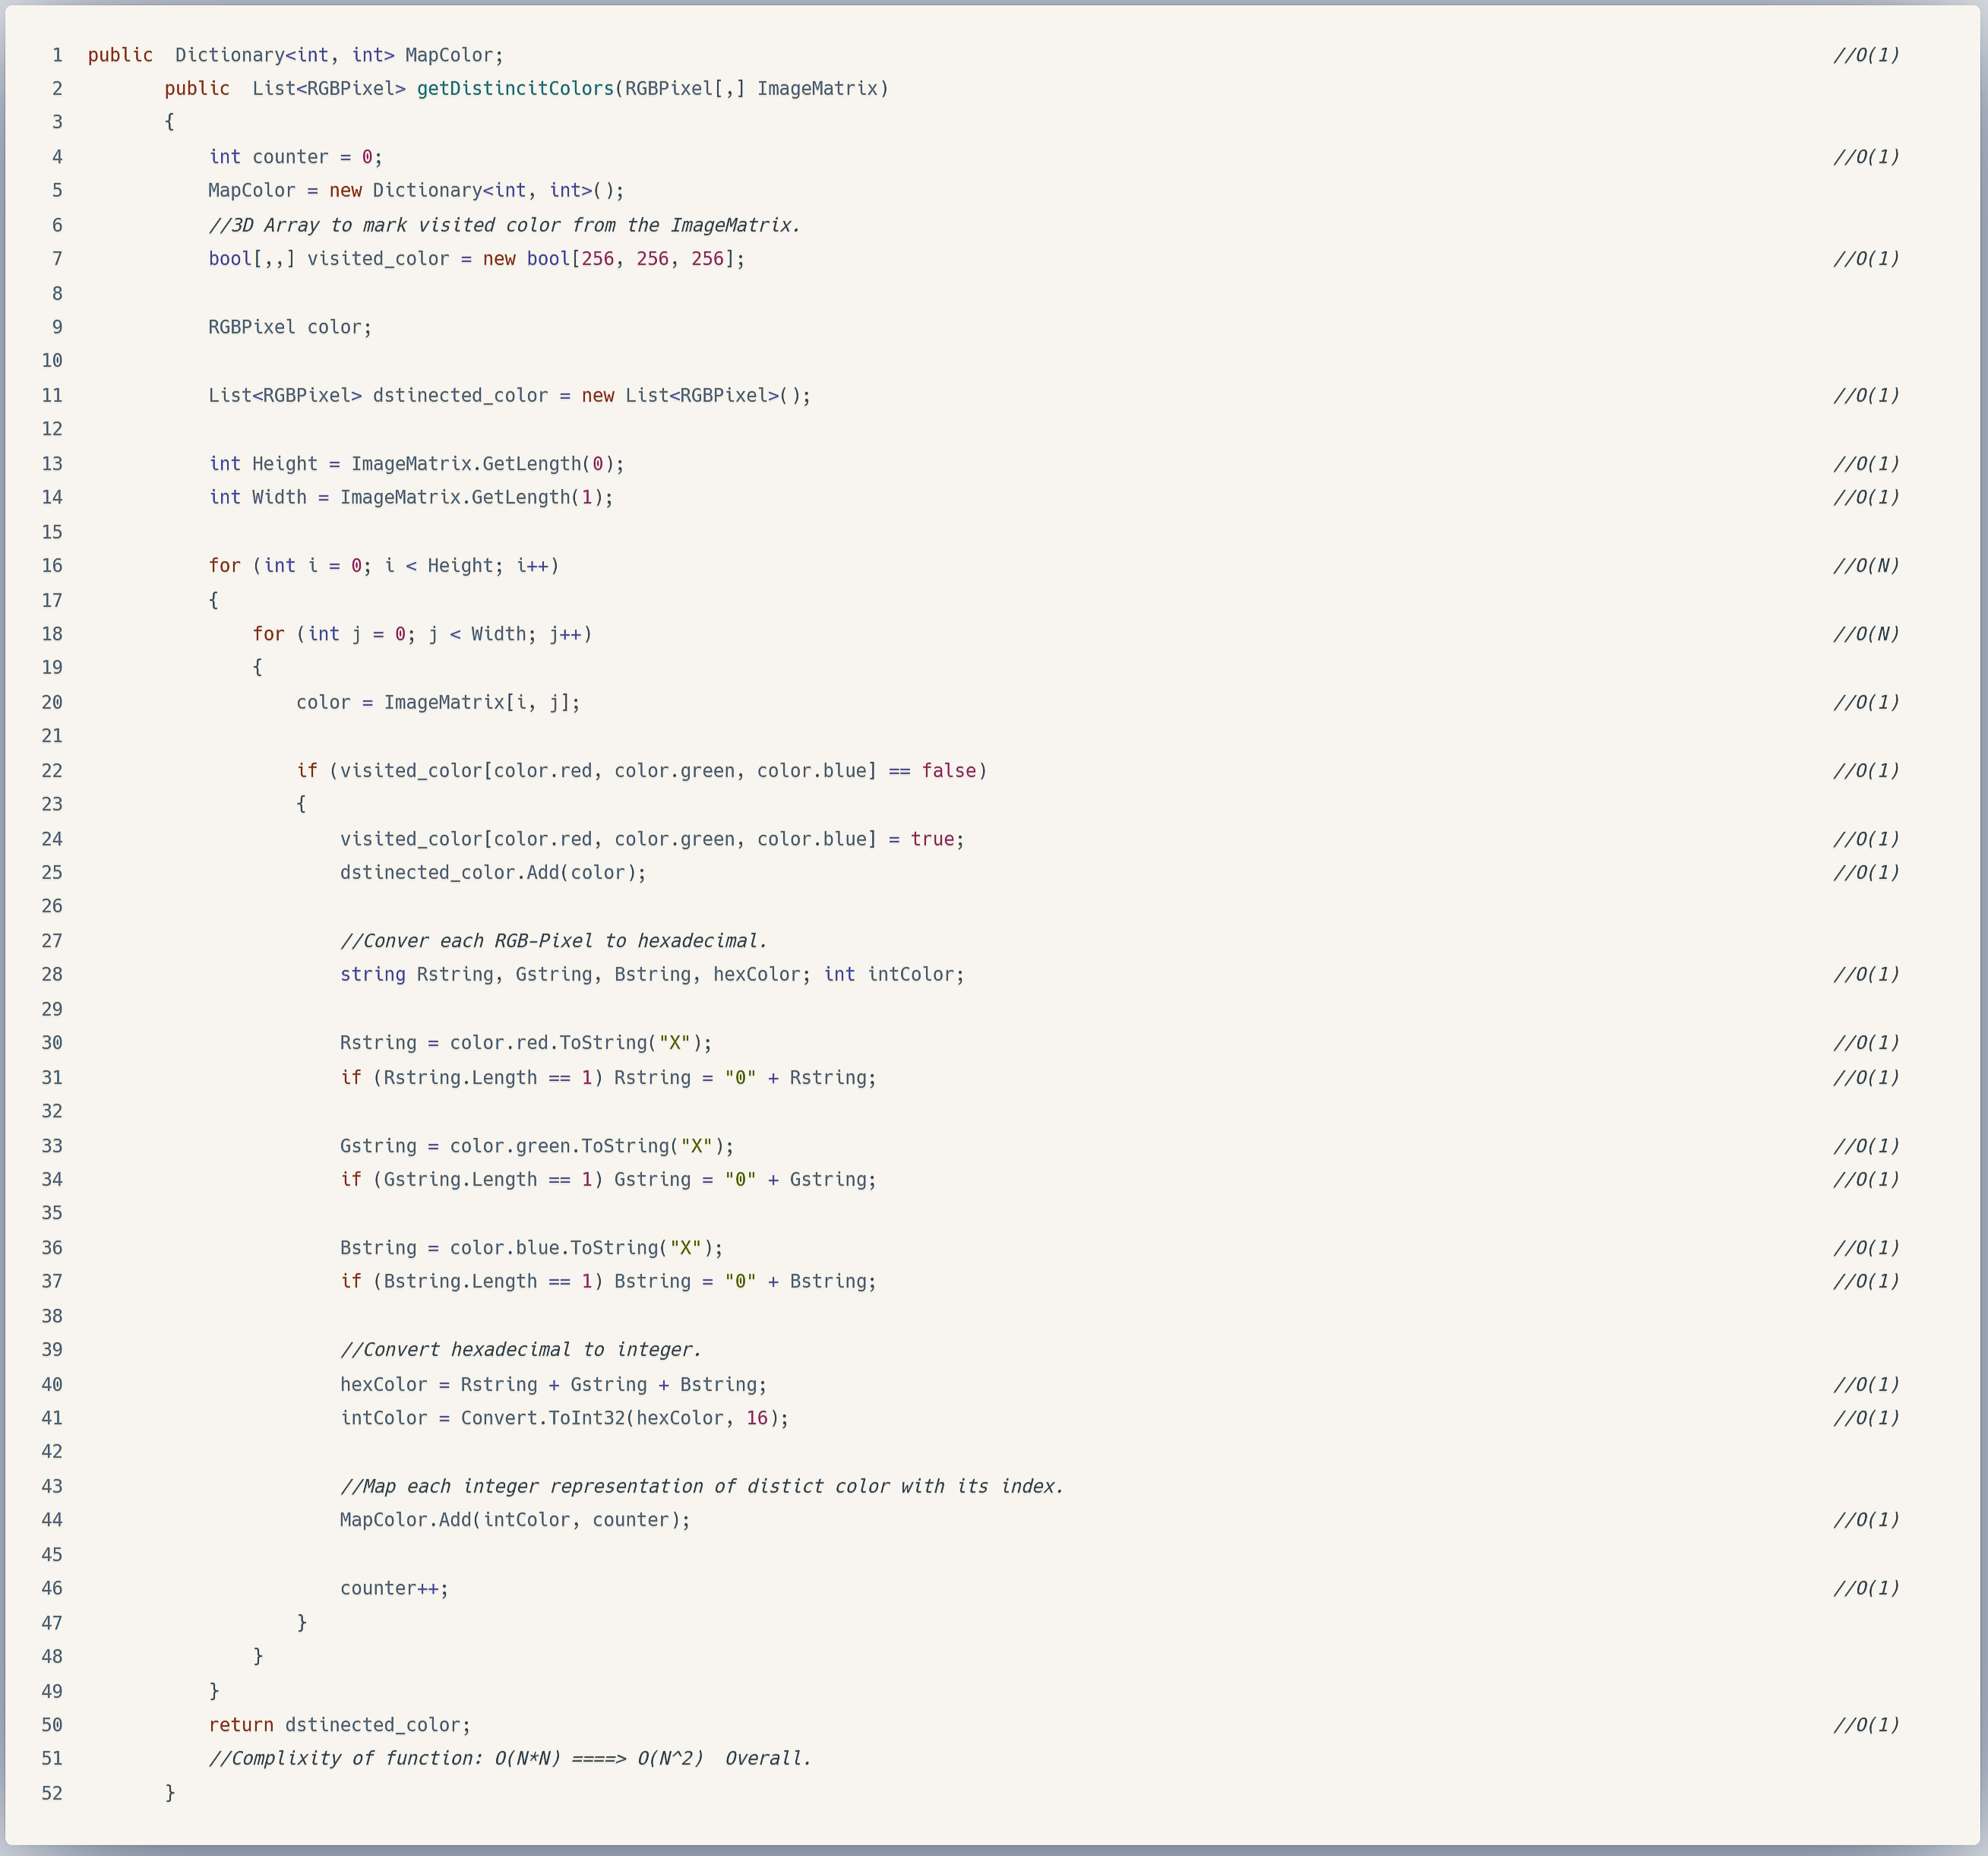 1 public  Dictionary<int, int> MapColor; //O(1)
2 public  List<RGBPixel> getDistincitColors(RGBPixel[,] ImageMatrix)
3 {
4 int counter = 0; //O(1)
5 MapColor = new Dictionary<int, int>();
6 //3D Array to mark visited color from the ImageMatrix.
7 bool[,,] visited_color = new bool[256, 256, 256]; //O(1)
8
9 RGBPixel color;
10
11 List<RGBPixel> dstinected_color = new List<RGBPixel>(); //O(1)
12
13 int Height = ImageMatrix.GetLength(0); //O(1)
14 int Width = ImageMatrix.GetLength(1); //O(1)
15
16 for (int i = 0; i < Height; i++) //O(N)
17 {
18 for (int j = 0; j < Width; j++) //O(N)
19 {
20 color = ImageMatrix[i, j]; //O(1)
21
22 if (visited_color[color.red, color.green, color.blue] == false) //O(1)
23 {
24 visited_color[color.red, color.green, color.blue] = true; //O(1)
25 dstinected_color.Add(color); //O(1)
26
27 //Conver each RGB-Pixel to hexadecimal.
28 string Rstring, Gstring, Bstring, hexColor; int intColor; //O(1)
29
30 Rstring = color.red.ToString("X"); //O(1)
31 if (Rstring.Length == 1) Rstring = "0" + Rstring; //O(1)
32
33 Gstring = color.green.ToString("X"); //O(1)
34 if (Gstring.Length == 1) Gstring = "0" + Gstring; //O(1)
35
36 Bstring = color.blue.ToString("X"); //O(1)
37 if (Bstring.Length == 1) Bstring = "0" + Bstring; //O(1)
38
39 //Convert hexadecimal to integer.
40 hexColor = Rstring + Gstring + Bstring; //O(1)
41 intColor = Convert.ToInt32(hexColor, 16); //O(1)
42
43 //Map each integer representation of distict color with its index.
44 MapColor.Add(intColor, counter); //O(1)
45
46 counter++; //O(1)
47 }
48 }
49 }
50 return dstinected_color; //O(1)
51 //Complixity of function: O(N*N) ====> O(N^2)  Overall.
52 }